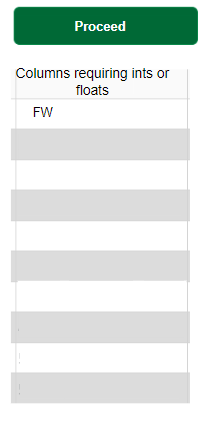 Proceed
Columns requiring ints or
floats
FW